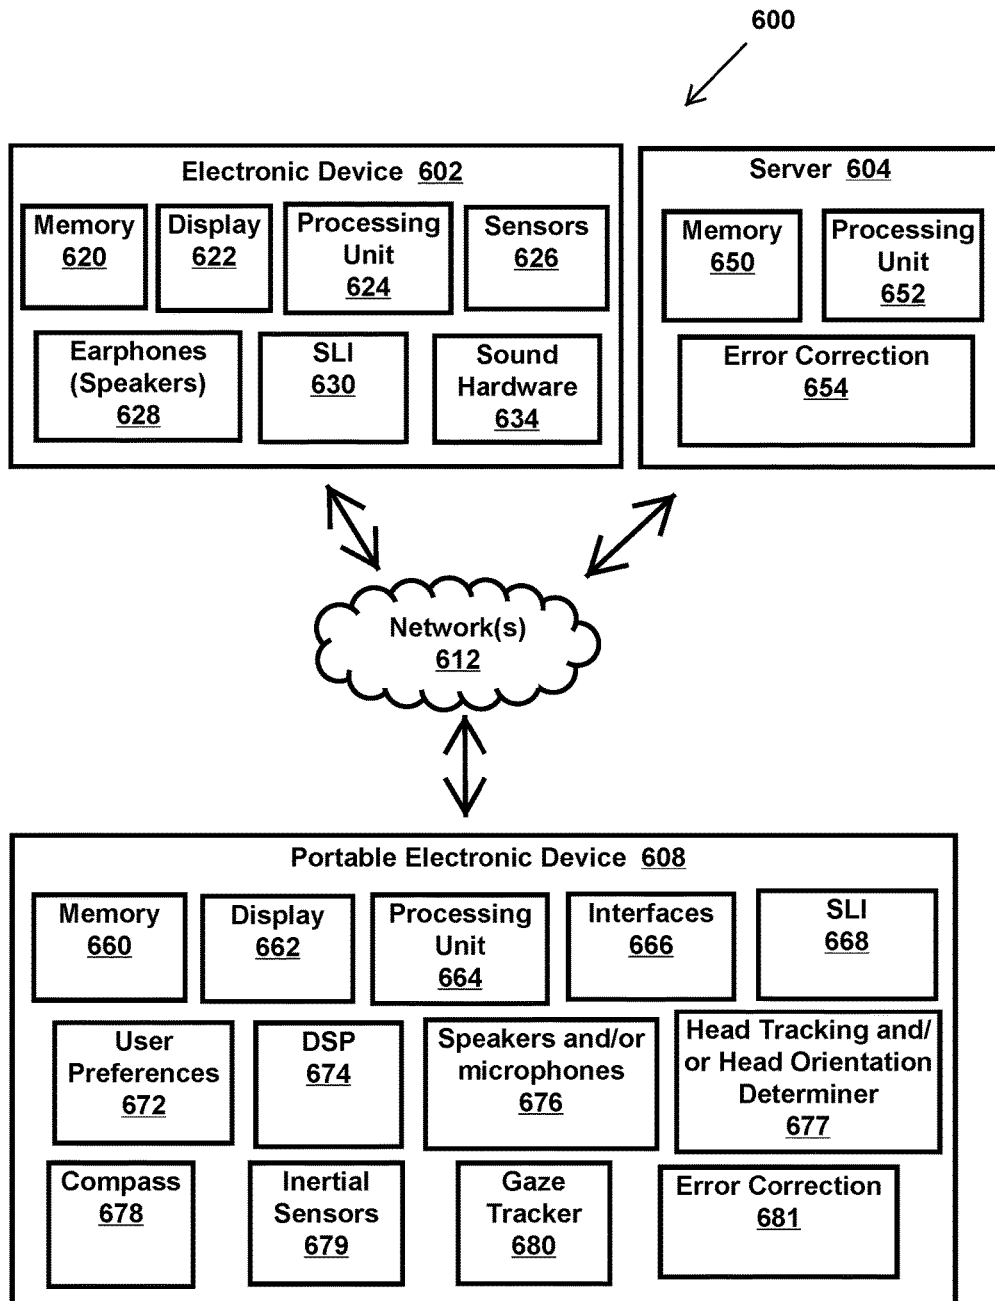 600
Electronic Device 602
Memory
620
Display
622
Processing
Unit
624
Sensors
626
Earphones
(Speakers)
628
SLI
630
Sound
Hardware
634
Server 604
Memory
650
Processing
Unit
652
Error Correction
654
Network(s)
612
Portable Electronic Device 608
Memory
660
Display
662
Processing
Unit
664
Interfaces
666
SLI
668
User
Preferences
672
DSP
674
Speakers and/or
microphones
676
Head Tracking and/
or Head Orientation
Determiner
677
Compass
678
Inertial
Sensors
679
Gaze
Tracker
680
Error Correction
681